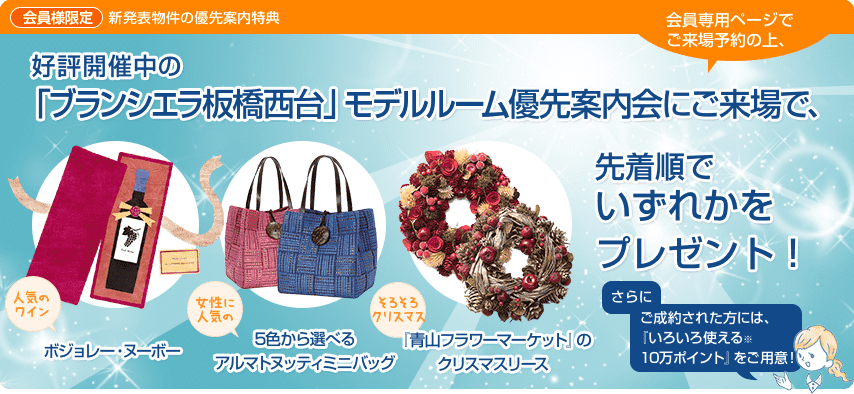 会員様限定 新発表物件の優先案内特典
会員専用ページで
ご来場予約の上、
好評開催中の
「ブランシエラ板橋西台」モデルルーム優先案内会にご来場で、
先着順で
いずれかを
プレゼント！
人気の
ワイン
ボジョレー・ヌーボー
女性に
人気の
5色から選べる
アルマトヌッティミニバッグ
そろそろ
クリスマス
『青山フラワーマーケット』の
クリスマスリース
さらに
ご成約された方には、
『いろいろ使える※
10万ポイント』をご用意！